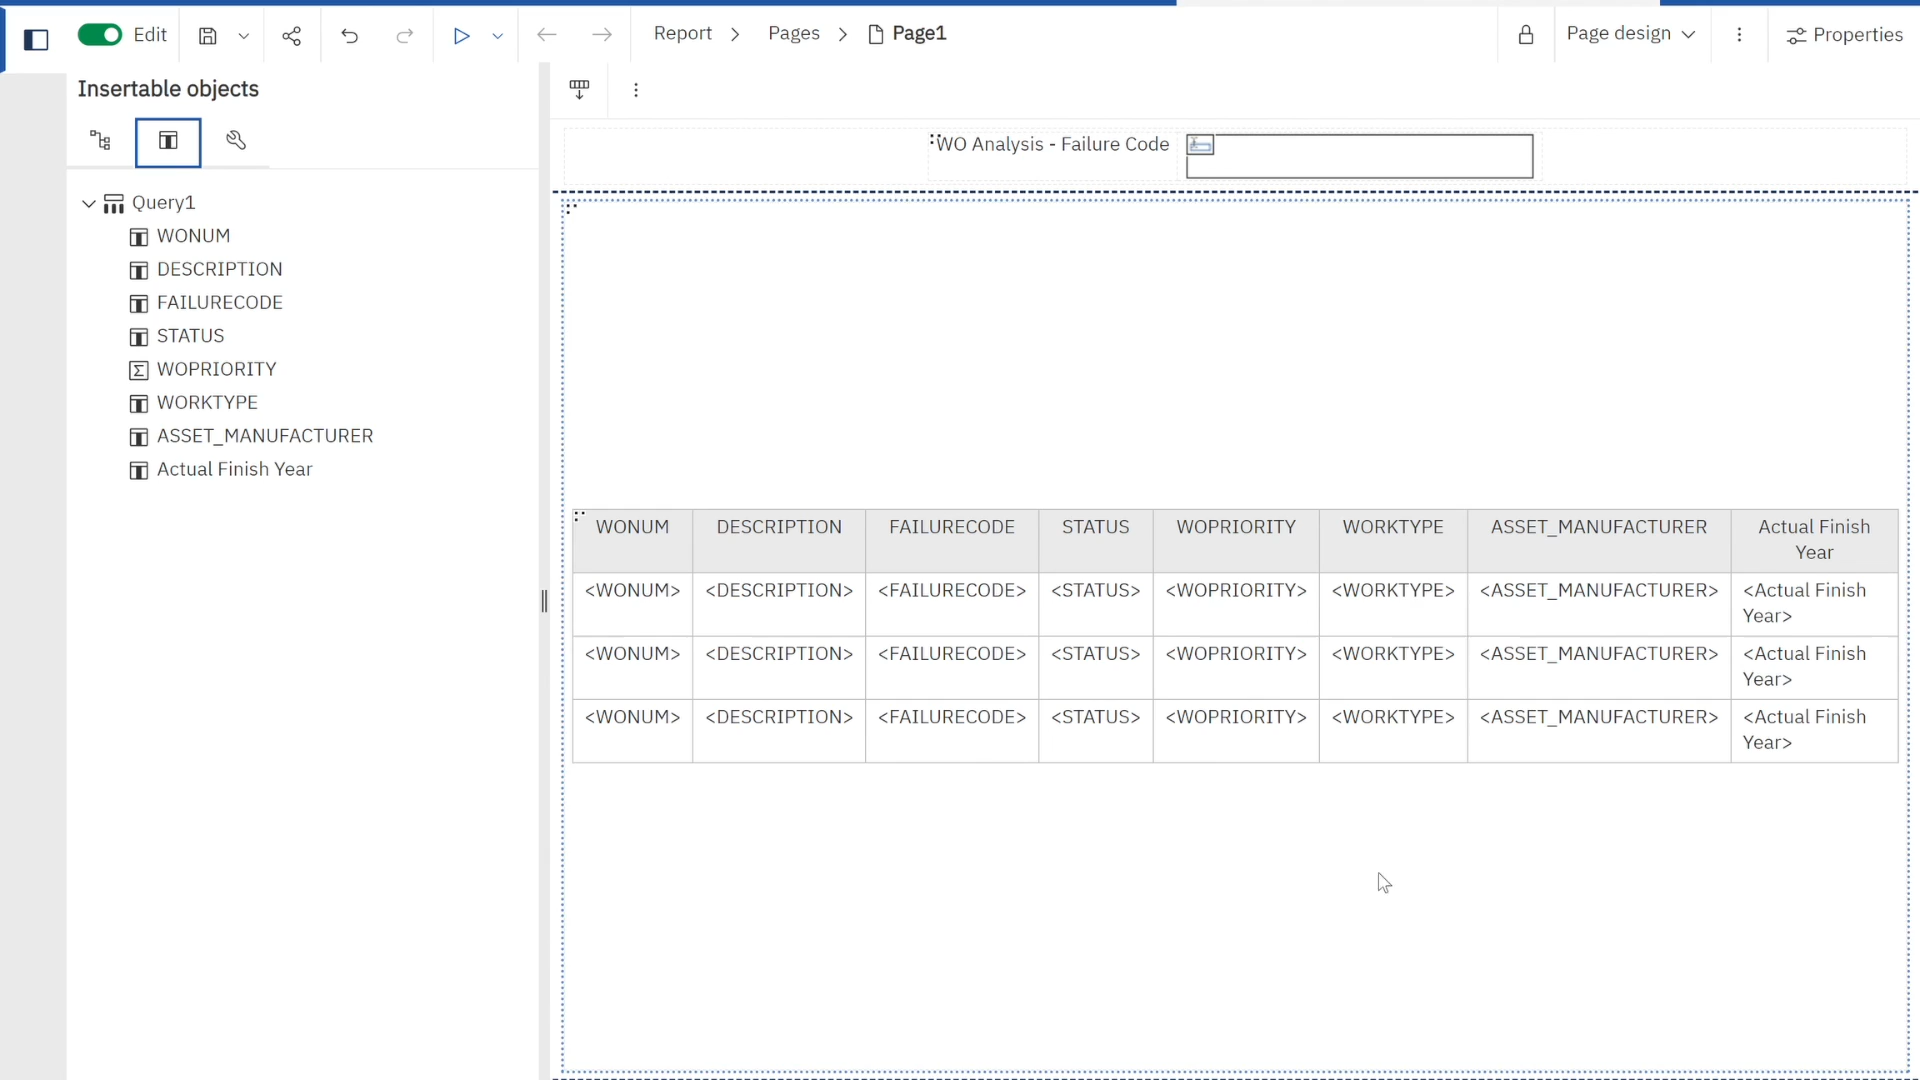 Edit
Report
Pages
Page1
Page design
Properties
Insertable objects
Query1
WONUM
DESCRIPTION
FAILURECODE
STATUS
WOPRIORITY
WORKTYPE
ASSET_MANUFACTURER
Actual Finish Year
WO Analysis - Failure Code
WONUM DESCRIPTION FAILURECODE STATUS WOPRIORITY WORKTYPE ASSET_MANUFACTURER Actual Finish
Year
<WONUM> <DESCRIPTION> <FAILURECODE> <STATUS> <WOPRIORITY> <WORKTYPE> <ASSET_MANUFACTURER> <Actual Finish
Year>
<WONUM> <DESCRIPTION> <FAILURECODE> <STATUS> <WOPRIORITY> <WORKTYPE> <ASSET_MANUFACTURER> <Actual Finish
Year>
<WONUM> <DESCRIPTION> <FAILURECODE> <STATUS> <WOPRIORITY> <WORKTYPE> <ASSET_MANUFACTURER> <Actual Finish
Year>